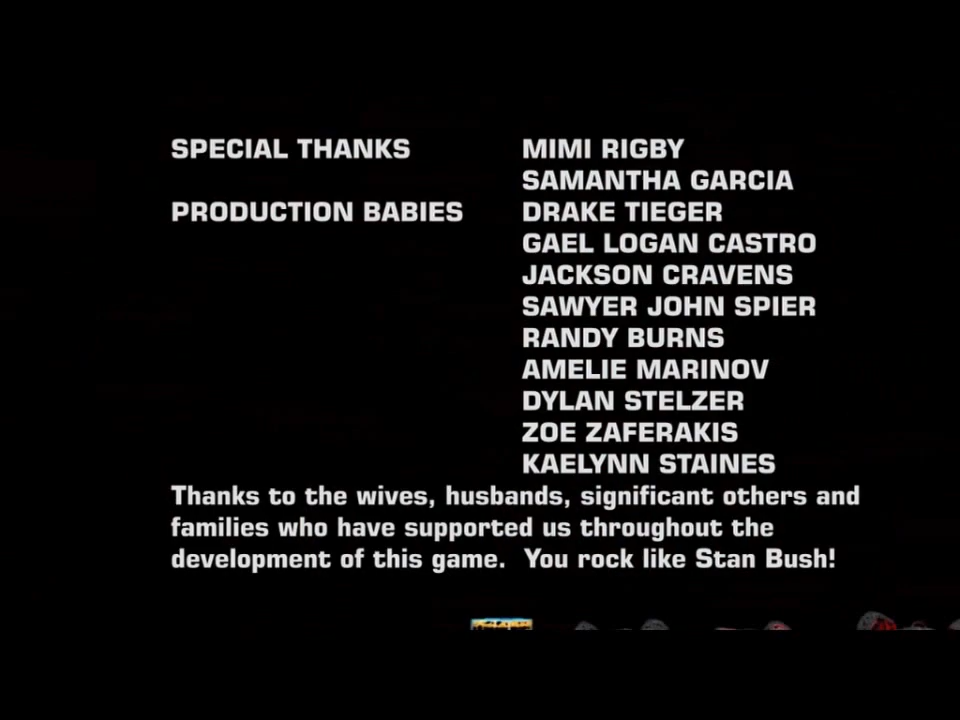 SPECIAL THANKS MIMI RIGBY
SAMANTHA GARCIA
PRODUCTION BABIES DRAKE TIEGER
GAEL LOGAN CASTRO
JACKSON CRAVENS
SAWYER JOHN SPIER
RANDY BURNS
AMELIE MARINOV
DYLAN STELZER
ZOE ZAFERAKIS
KAELYNN STAINES
Thanks to the wives, husbands, significant others and
families who have supported us throughout the
development of this game.  You rock like Stan Bush!